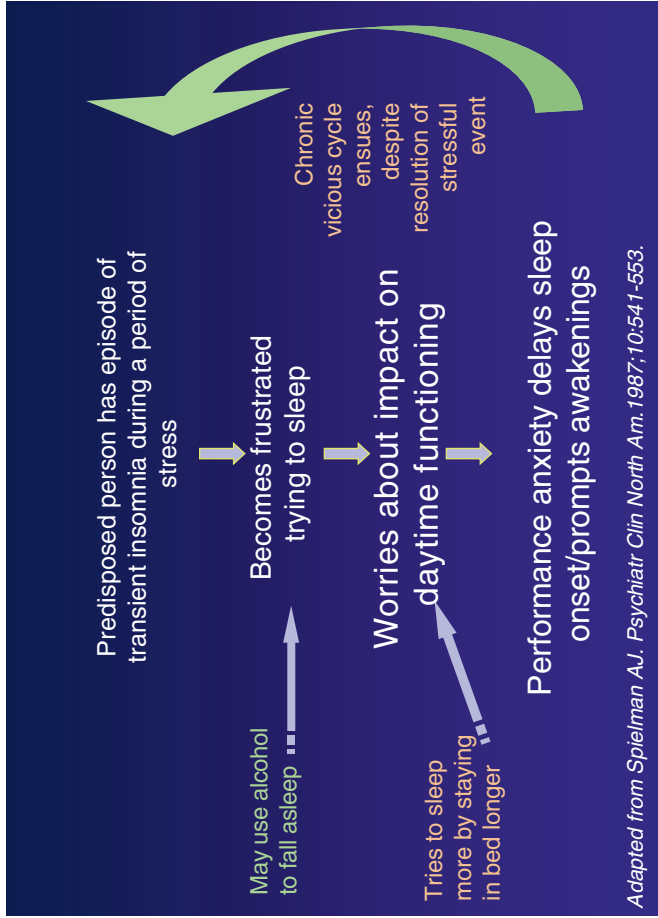 Predisposed person has episode of
transient insomnia during a period of
stress
May use alcohol
to fall asleep
Becomes frustrated
trying to sleep
Chronic
vicious cycle
ensues,
despite
resolution of
stressful
event
Worries about impact on
daytime functioning
Tries to sleep
more by staying
in bed longer
Performance anxiety delays sleep
onset/prompts awakenings
Adapted from Spielman AJ. Psychiatr Clin North Am.1987;10:541-553.